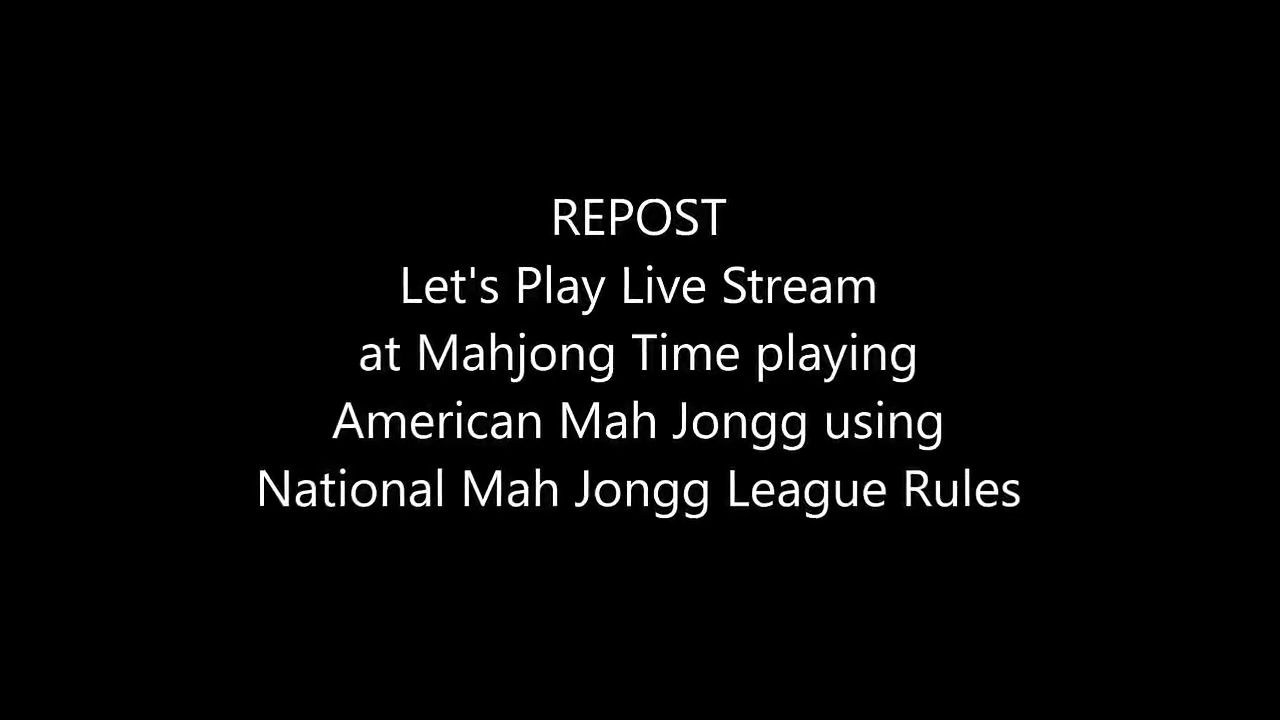 REPOST
Let's Play Live Stream
at Mahjong Time playing
American Mah Jongg using
National Mah Jongg League Rules